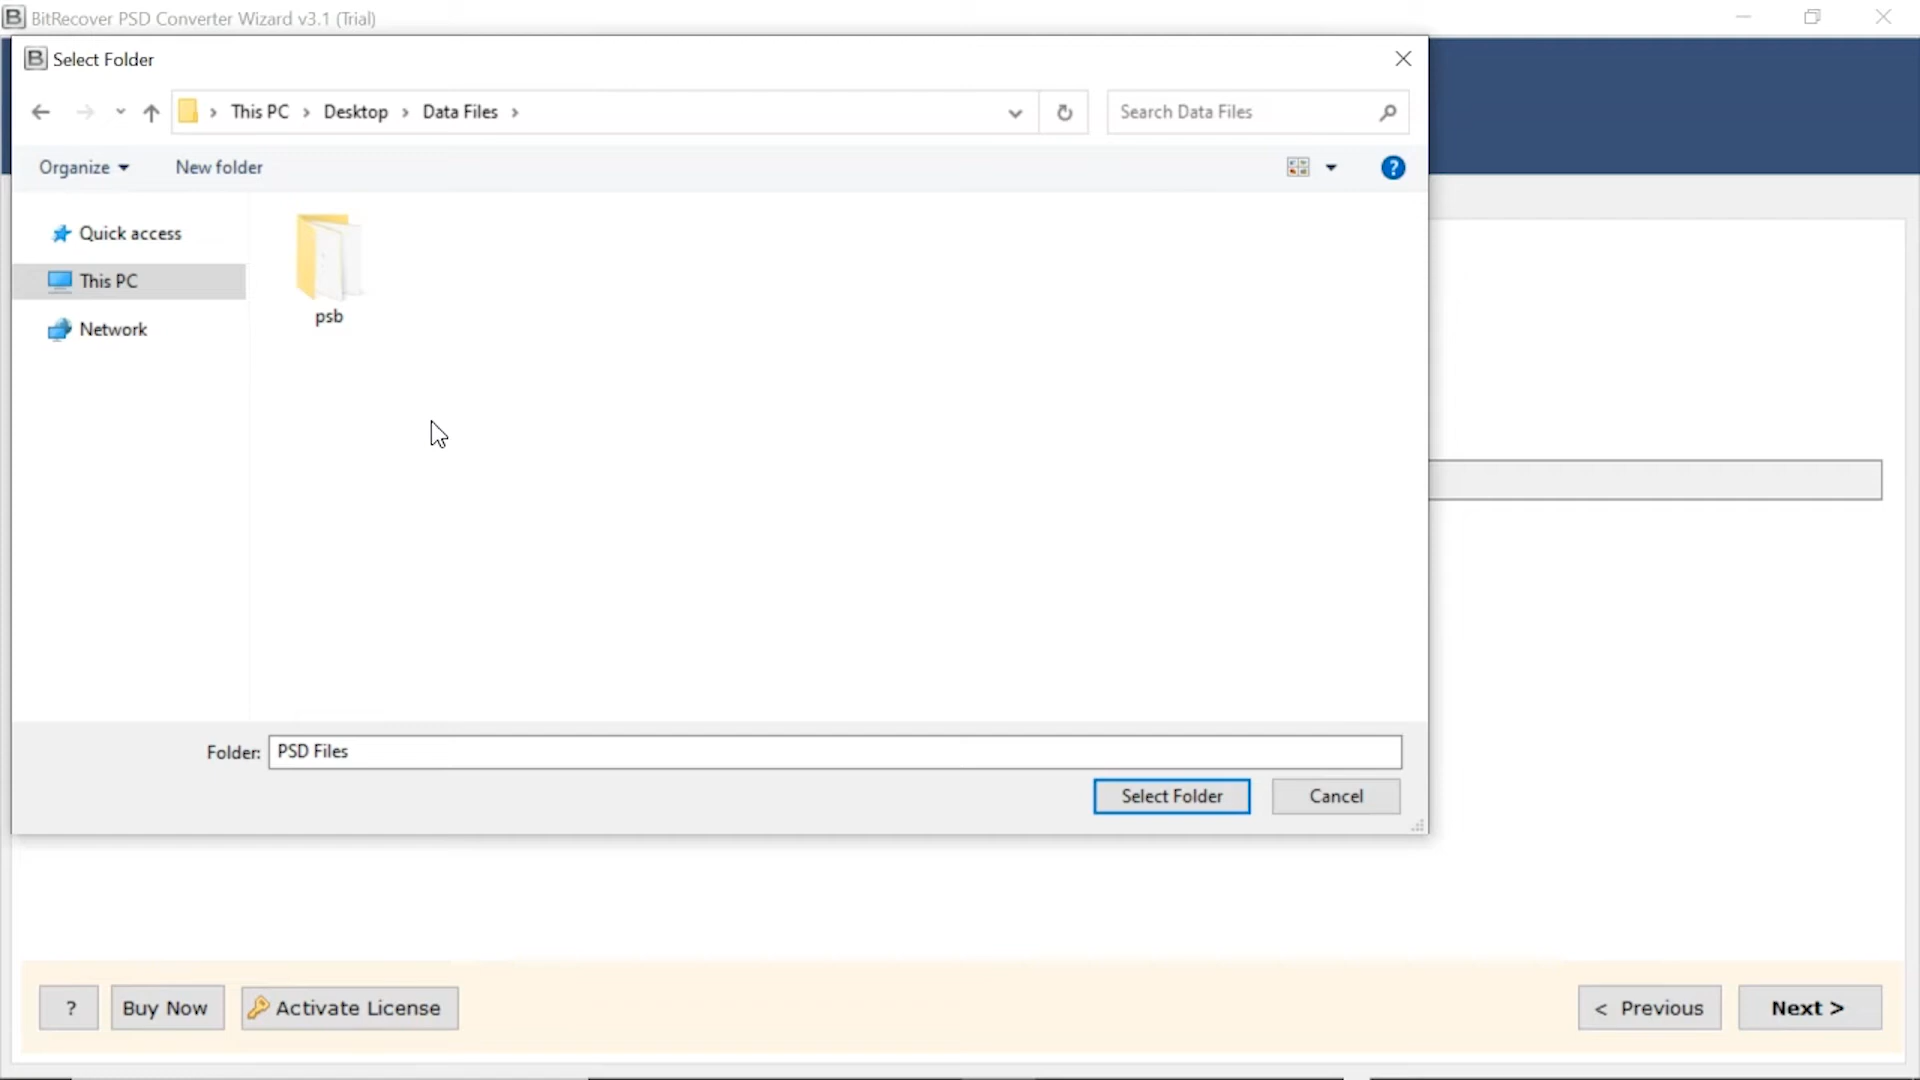 BitRecover PSD Converter Wizard v3.1 (Trial)
Select Folder
This PC > Desktop > Data Files >
Search Data Files
Organize
New folder
?
Quick access
This PC
Network
psb
Folder: PSD Files
Select Folder
Cancel
?
Buy Now
Activate License
< Previous
Next >